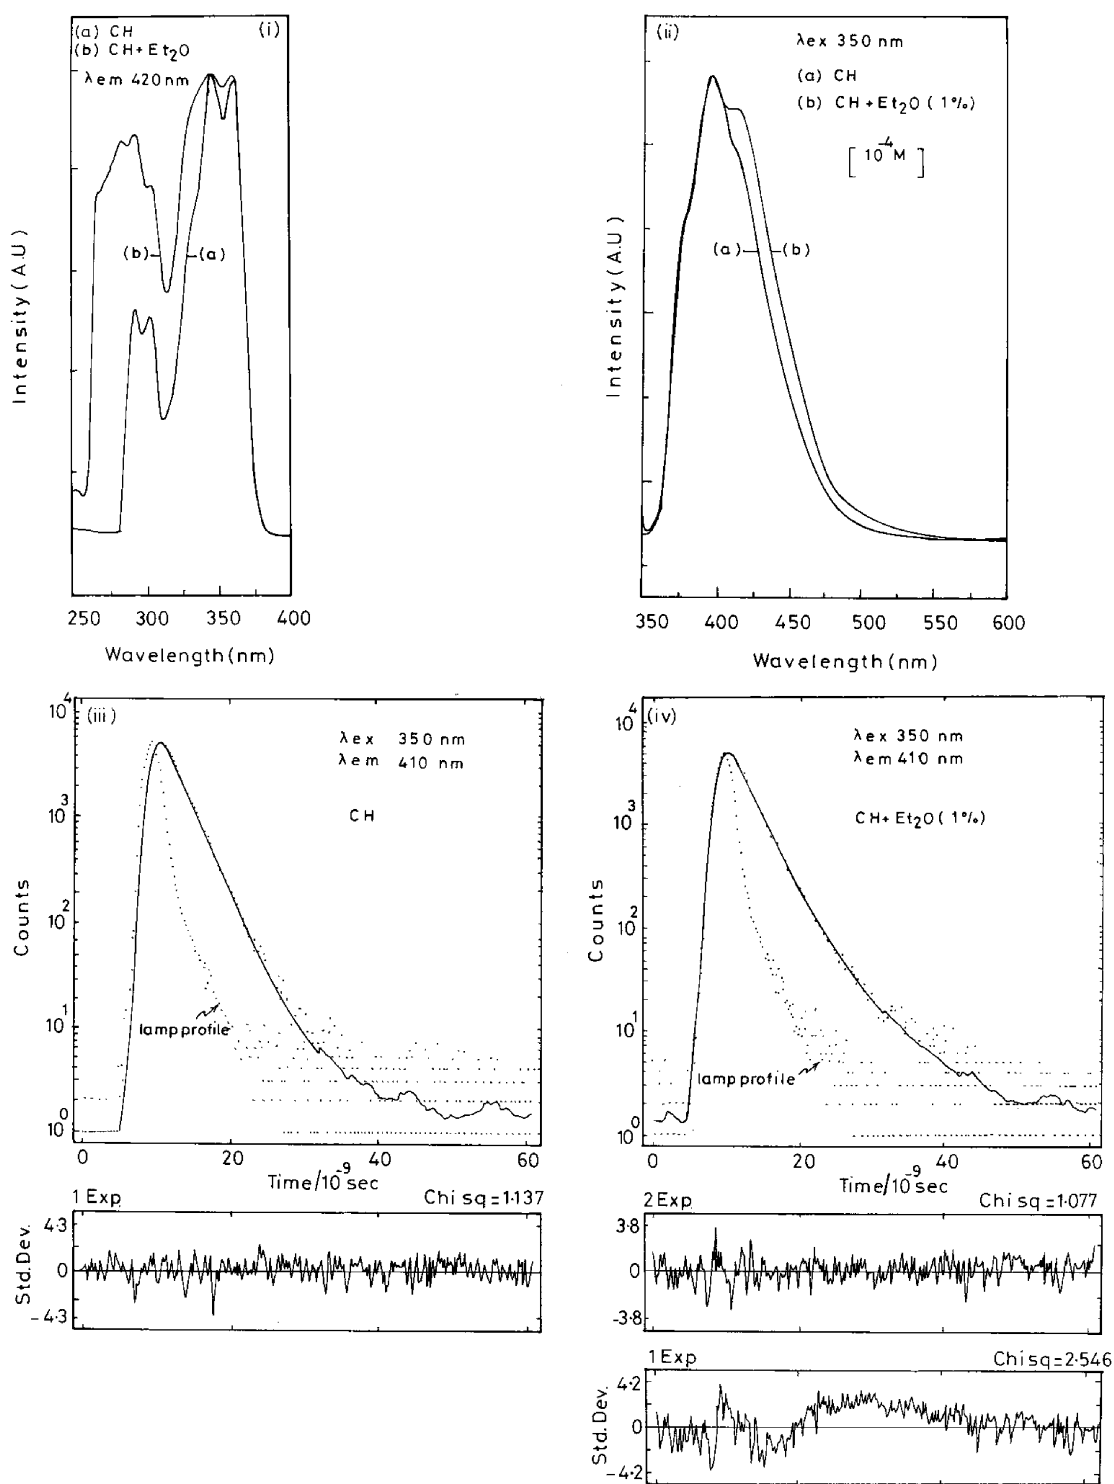 (a) CH (i)
(b) CH+Et2O
λem 420nm
(b)
(a)
Intensity (A.U)
250 300 350 400
Wavelength (nm)
(ii)
λex 350 nm
(a) CH
(b) CH+Et2O (1%)
[10-4M]
(a) (b)
Intensity (A.U)
350 400 450 500 550 600
Wavelength (nm)
(iii)
λex 350 nm
λem 410 nm
CH
lamp profile
Counts
10^4
10^3
10^2
10^1
10^0
0 20 40 60
Time/10^-9 sec
1 Exp Chi sq = 1·137
Std. Dev.
4·3
0
-4·3
(iv)
λex 350 nm
λem 410 nm
CH+Et2O (1%)
lamp profile
Counts
10^4
10^3
10^2
10^1
10^0
0 20 40 60
Time/10^-9 sec
2 Exp Chi sq = 1·077
3·8
0
-3·8
1 Exp Chi sq = 2·546
Std. Dev.
4·2
0
-4·2